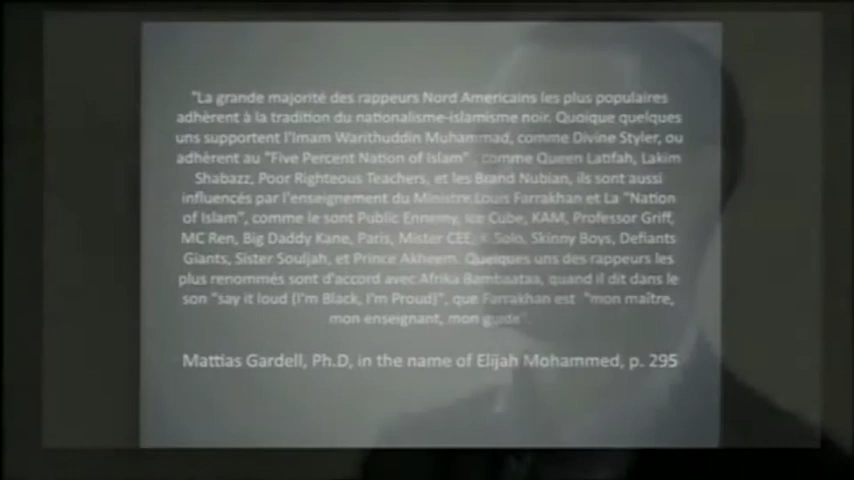 "La grande majorité des rappeurs Nord Americains les plus populaires
adhèrent à la tradition du nationalisme-islamisme noir. Quoique quelques
uns supportent l'Imam Warithuddin Muhammad, comme Divine Styler, ou
adhèrent au "Five Percent Nation of Islam" , comme Queen Latifah, Lakim
Shabazz, Poor Righteous Teachers, et les Brand Nubian, ils sont aussi
influencés par l'enseignement du Ministre Louis Farrakhan et La "Nation
of Islam", comme le sont Public Ennemy, Ice Cube, KAM, Professor Griff,
MC Ren, Big Daddy Kane, Paris, Mister CEE, K Solo, Skinny Boys, Defiants
Giants, Sister Souljah, et Prince Akheem. Quelques uns des rappeurs les
plus renommés sont d'accord avec Afrika Bambaataa, quand il dit dans le
son "say it loud (I'm Black, I'm Proud)", que Farrakhan est "mon maître,
mon enseignant, mon guide"
Mattias Gardell, Ph.D, in the name of Elijah Mohammed, p. 295